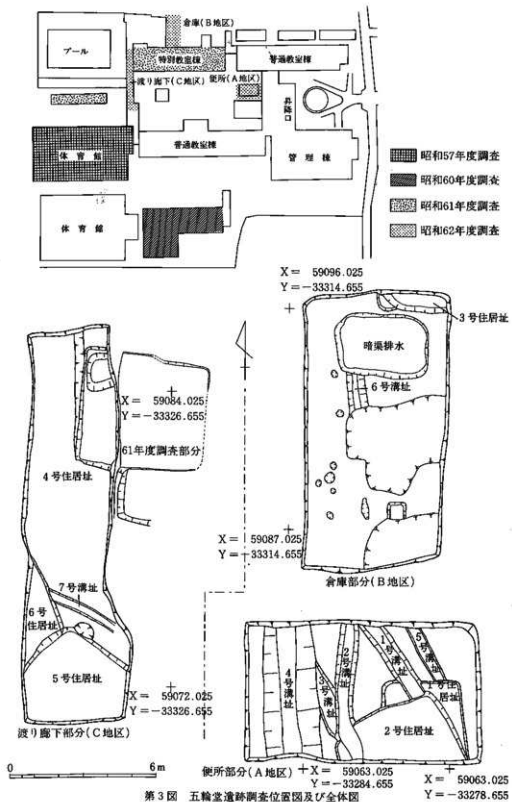 倉庫(B地区)
プール
特別教室棟
普通教室棟
渡り廊下(C地区)
便所(A地区)
昇降口
体育館
普通教室棟
管理棟
体育館
昭和57年度調査
昭和60年度調査
昭和61年度調査
昭和62年度調査
X = 59096.025
Y = −33314.655
3号住居址
暗渠排水
6号溝址
X = 59084.025
Y = −33326.655
61年度調査部分
4号住居址
X = 59087.025
Y = −33314.655
倉庫部分(B地区)
7号溝址
6号
住居址
5号住居址
X = 59072.025
Y = −33326.655
渡り廊下部分(C地区)
4号溝址
3号溝址
2号溝址
1号溝址
5号溝址
1号住居址
2号住居址
0 6m
便所部分(A地区)
X = 59063.025
Y = −33284.655
X = 59063.025
Y = −33278.655
第3図 五輪堂遺跡調査位置図及び全体図